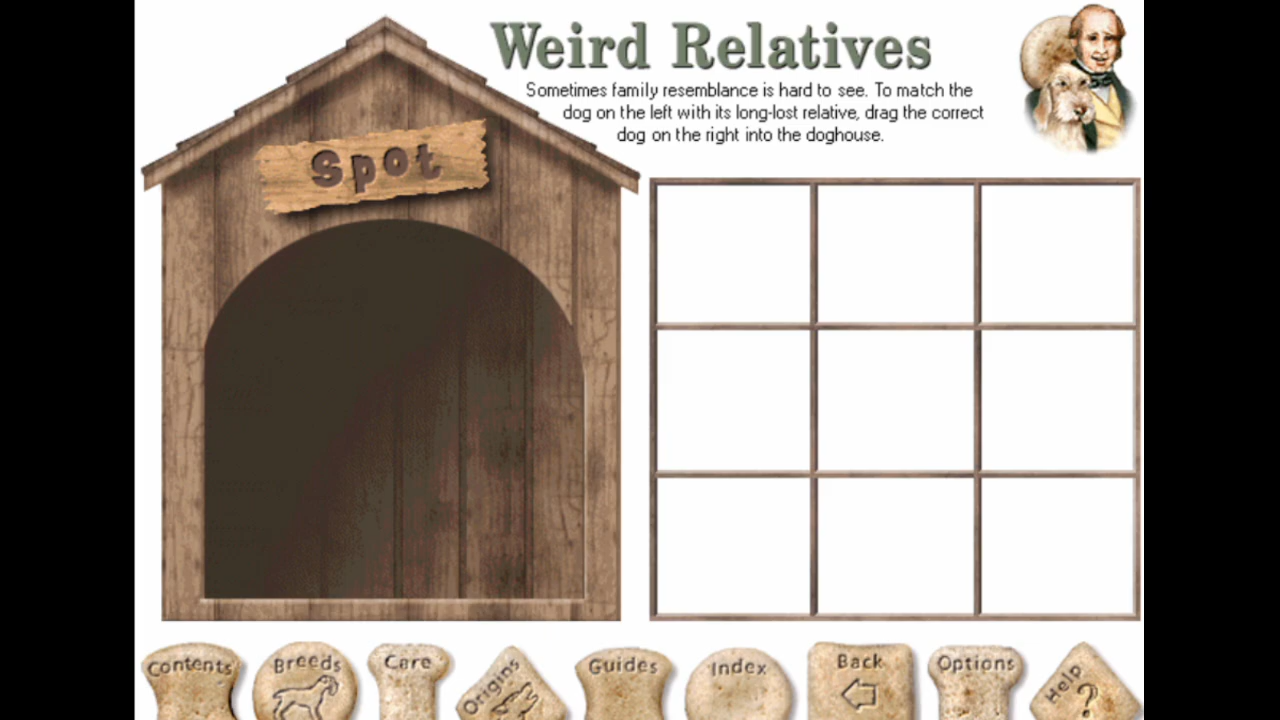 Weird Relatives
Sometimes family resemblance is hard to see. To match the
dog on the left with its long-lost relative, drag the correct
dog on the right into the doghouse.
Spot
Contents
Breeds
Care
Origins
Guides
Index
Back
Options
Help
?